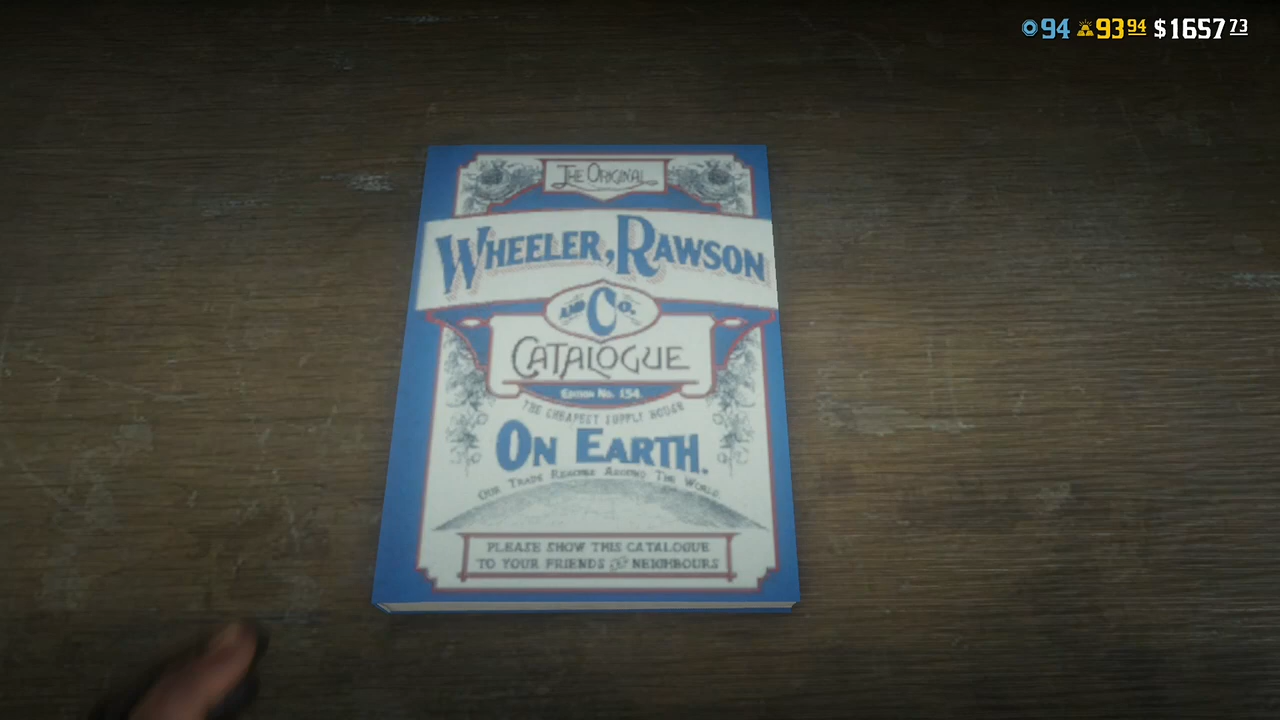 94 93 94 $1657 73
THE ORIGINAL
WHEELER, RAWSON
AND CO.
CATALOGUE
EDITION NO. 154.
THE CHEAPEST SUPPLY HOUSE
ON EARTH.
OUR TRADE REACHES AROUND THE WORLD.
PLEASE SHOW THIS CATALOGUE
TO YOUR FRIENDS OR NEIGHBOURS